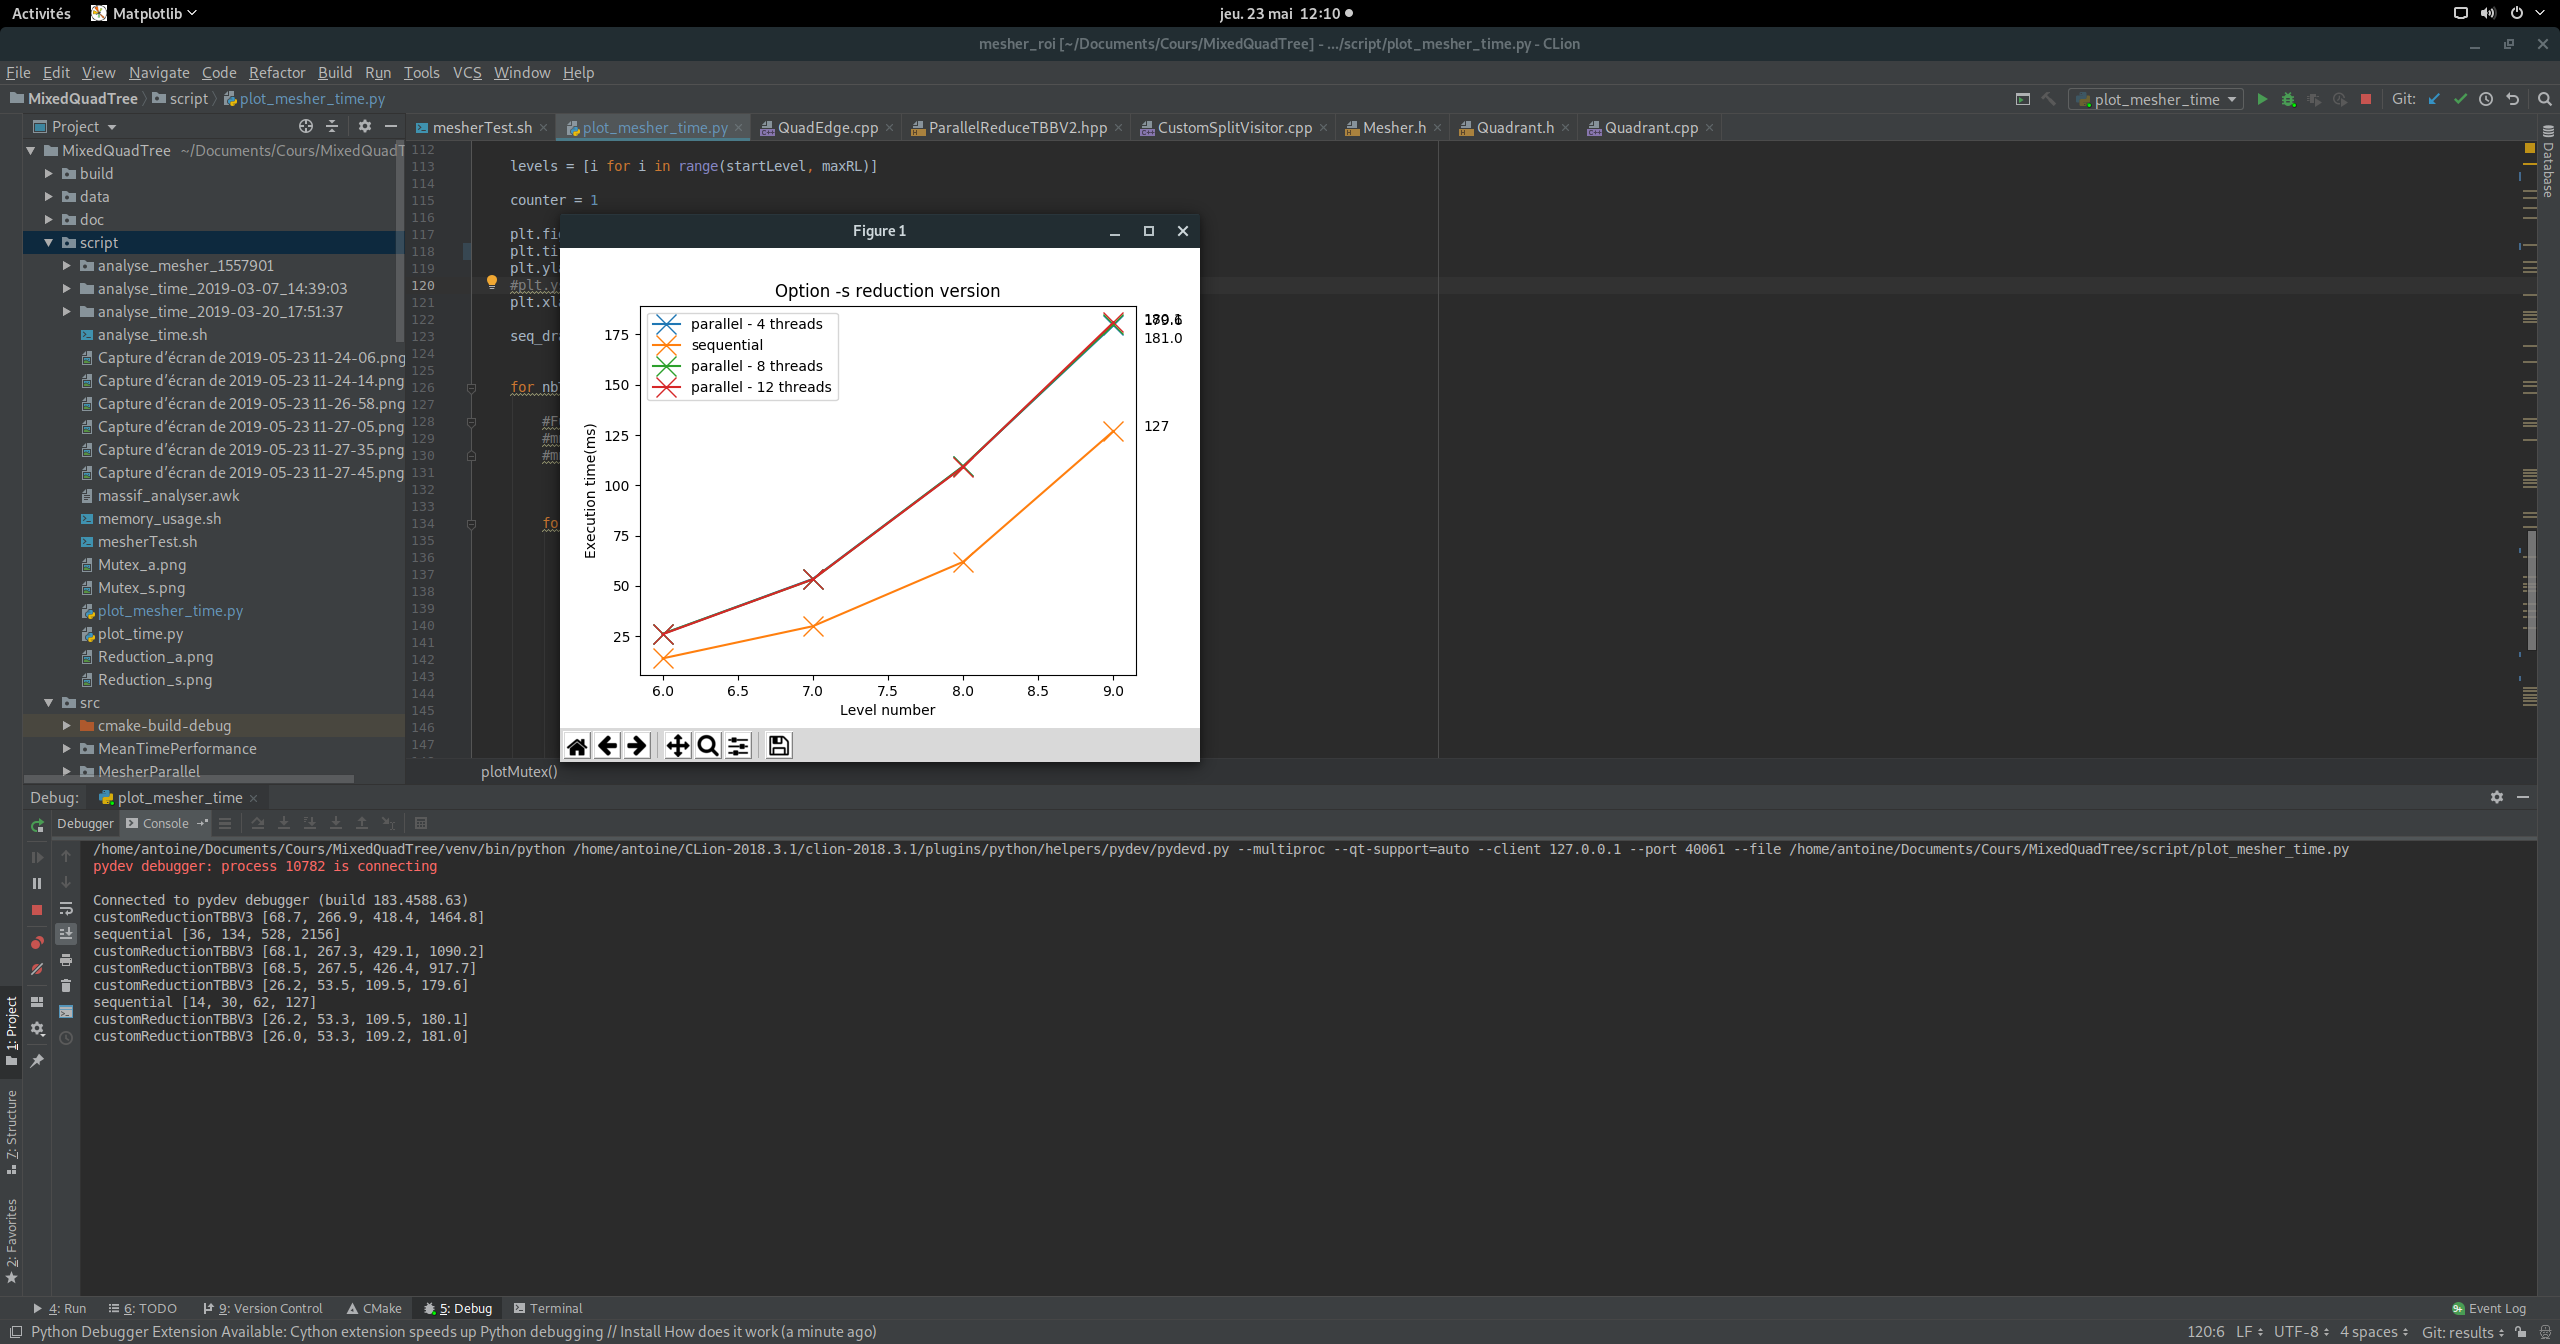 Activités
Matplotlib
jeu. 23 mai 12:10
mesher_roi [~/Documents/Cours/MixedQuadTree] - .../script/plot_mesher_time.py - CLion
File Edit View Navigate Code Refactor Build Run Tools VCS Window Help
MixedQuadTree script plot_mesher_time.py
plot_mesher_time
Git:
Project
mesherTest.sh plot_mesher_time.py QuadEdge.cpp ParallelReduceTBBV2.hpp CustomSplitVisitor.cpp Mesher.h Quadrant.h Quadrant.cpp
MixedQuadTree ~/Documents/Cours/MixedQuadT
build
data
doc
script
analyse_mesher_1557901
analyse_time_2019-03-07_14:39:03
analyse_time_2019-03-20_17:51:37
analyse_time.sh
Capture d'écran de 2019-05-23 11-24-06.png
Capture d'écran de 2019-05-23 11-24-14.png
Capture d'écran de 2019-05-23 11-26-58.png
Capture d'écran de 2019-05-23 11-27-05.png
Capture d'écran de 2019-05-23 11-27-35.png
Capture d'écran de 2019-05-23 11-27-45.png
massif_analyser.awk
memory_usage.sh
mesherTest.sh
Mutex_a.png
Mutex_s.png
plot_mesher_time.py
plot_time.py
Reduction_a.png
Reduction_s.png
src
cmake-build-debug
MeanTimePerformance
MesherParallel
112
113 levels = [i for i in range(startLevel, maxRL)]
114
115 counter = 1
116
117 plt.fi
118 plt.ti
119 plt.yl
120 #plt.y
121 plt.xl
122
123 seq_dr
124
125
126 for nb
127
128 #F
129 #m
130 #m
131
132
133
134 fo
135
136
137
138
139
140
141
142
143
144
145
146
147
plotMutex()
Database
Figure 1
Option -s reduction version
parallel - 4 threads
sequential
parallel - 8 threads
parallel - 12 threads
Execution time(ms)
175
150
125
100
75
50
25
6.0 6.5 7.0 7.5 8.0 8.5 9.0
Level number
181.0
127
Debug: plot_mesher_time
Debugger Console
/home/antoine/Documents/Cours/MixedQuadTree/venv/bin/python /home/antoine/CLion-2018.3.1/clion-2018.3.1/plugins/python/helpers/pydev/pydevd.py --multiproc --qt-support=auto --client 127.0.0.1 --port 40061 --file /home/antoine/Documents/Cours/MixedQuadTree/script/plot_mesher_time.py
pydev debugger: process 10782 is connecting
Connected to pydev debugger (build 183.4588.63)
customReductionTBBV3 [68.7, 266.9, 418.4, 1464.8]
sequential [36, 134, 528, 2156]
customReductionTBBV3 [68.1, 267.3, 429.1, 1090.2]
customReductionTBBV3 [68.5, 267.5, 426.4, 917.7]
customReductionTBBV3 [26.2, 53.5, 109.5, 179.6]
sequential [14, 30, 62, 127]
customReductionTBBV3 [26.2, 53.3, 109.5, 180.1]
customReductionTBBV3 [26.0, 53.3, 109.2, 181.0]
1: Project
7: Structure
2: Favorites
4: Run 6: TODO 9: Version Control CMake 5: Debug Terminal
9+ Event Log
Python Debugger Extension Available: Cython extension speeds up Python debugging // Install How does it work (a minute ago)
120:6 LF UTF-8 4 spaces Git: results